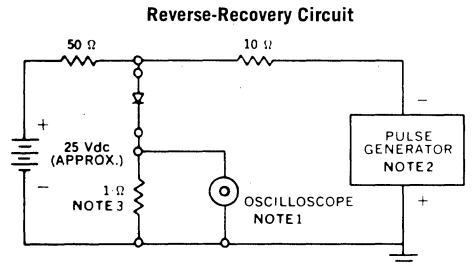 Reverse-Recovery Circuit
50 Ω
10 Ω
+
25 Vdc
(APPROX.)
−
1 Ω
NOTE 3
OSCILLOSCOPE
NOTE 1
−
PULSE
GENERATOR
NOTE 2
+